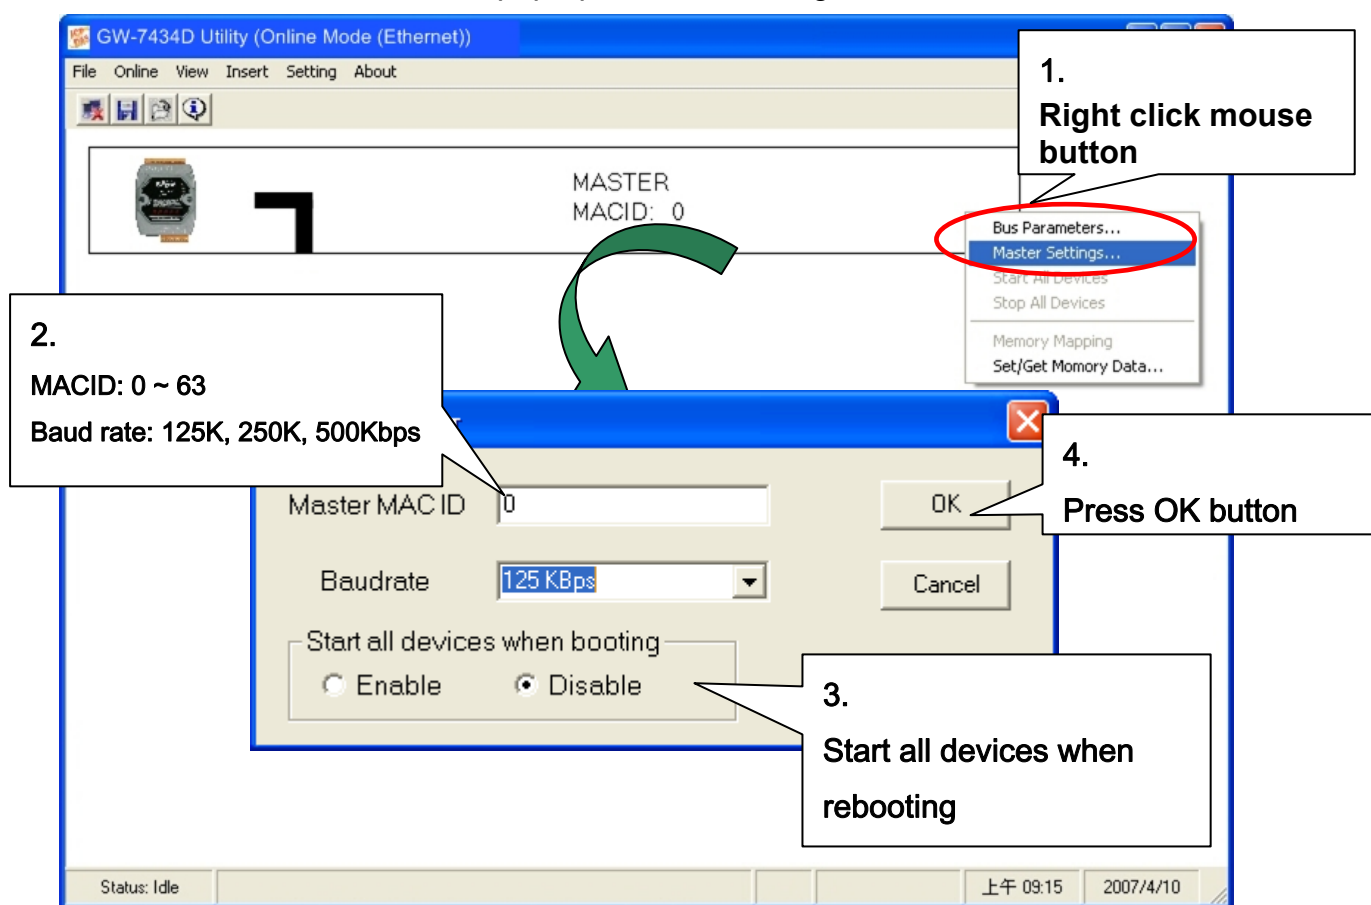 GW-7434D Utility (Online Mode (Ethernet))
File Online View Insert Setting About
1.
Right click mouse
button
MASTER
MACID: 0
Bus Parameters...
Master Settings...
Start All Devices
Stop All Devices
Memory Mapping
Set/Get Momory Data...
2.
MACID: 0 ~ 63
Baud rate: 125K, 250K, 500Kbps
Master MAC ID 0
OK
4.
Press OK button
Baudrate 125 KBps
Cancel
Start all devices when booting
Enable Disable
3.
Start all devices when
rebooting
Status: Idle 上午 09:15 2007/4/10